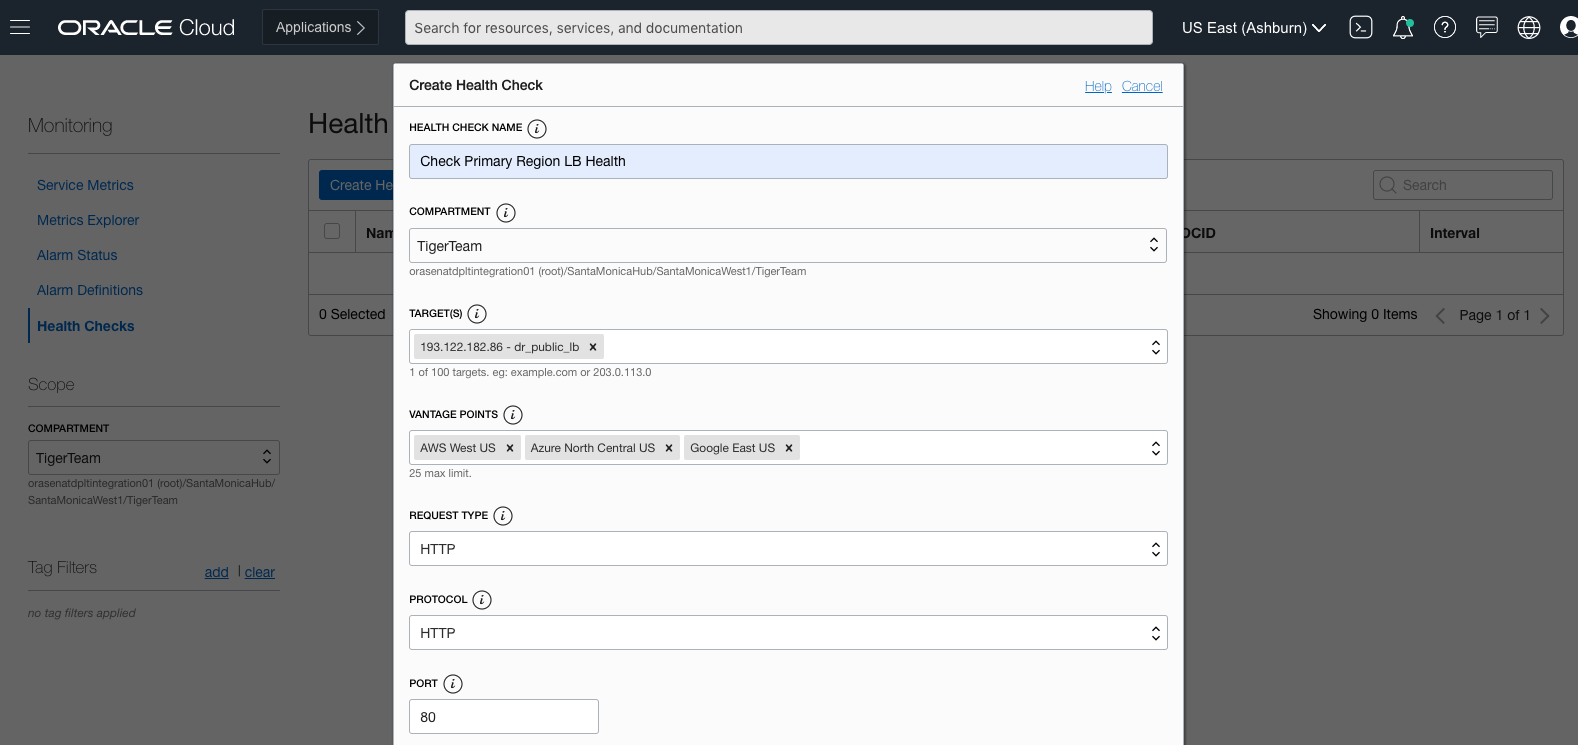 ORACLE Cloud
Applications
Search for resources, services, and documentation
US East (Ashburn)
Monitoring
Service Metrics
Metrics Explorer
Alarm Status
Alarm Definitions
Health Checks
Scope
COMPARTMENT
TigerTeam
orasenatdpltintegration01 (root)/SantaMonicaHub/
SantaMonicaWest1/TigerTeam
Tag Filters
add | clear
no tag filters applied
Health
Create He
Search
Nam
OCID
Interval
0 Selected
Showing 0 Items
Page 1 of 1
Create Health Check
Help Cancel
HEALTH CHECK NAME i
Check Primary Region LB Health
COMPARTMENT i
TigerTeam
orasenatdpltintegration01 (root)/SantaMonicaHub/SantaMonicaWest1/TigerTeam
TARGET(S) i
193.122.182.86 - dr_public_lb ×
1 of 100 targets. eg: example.com or 203.0.113.0
VANTAGE POINTS i
AWS West US × Azure North Central US × Google East US ×
25 max limit.
REQUEST TYPE i
HTTP
PROTOCOL i
HTTP
PORT i
80